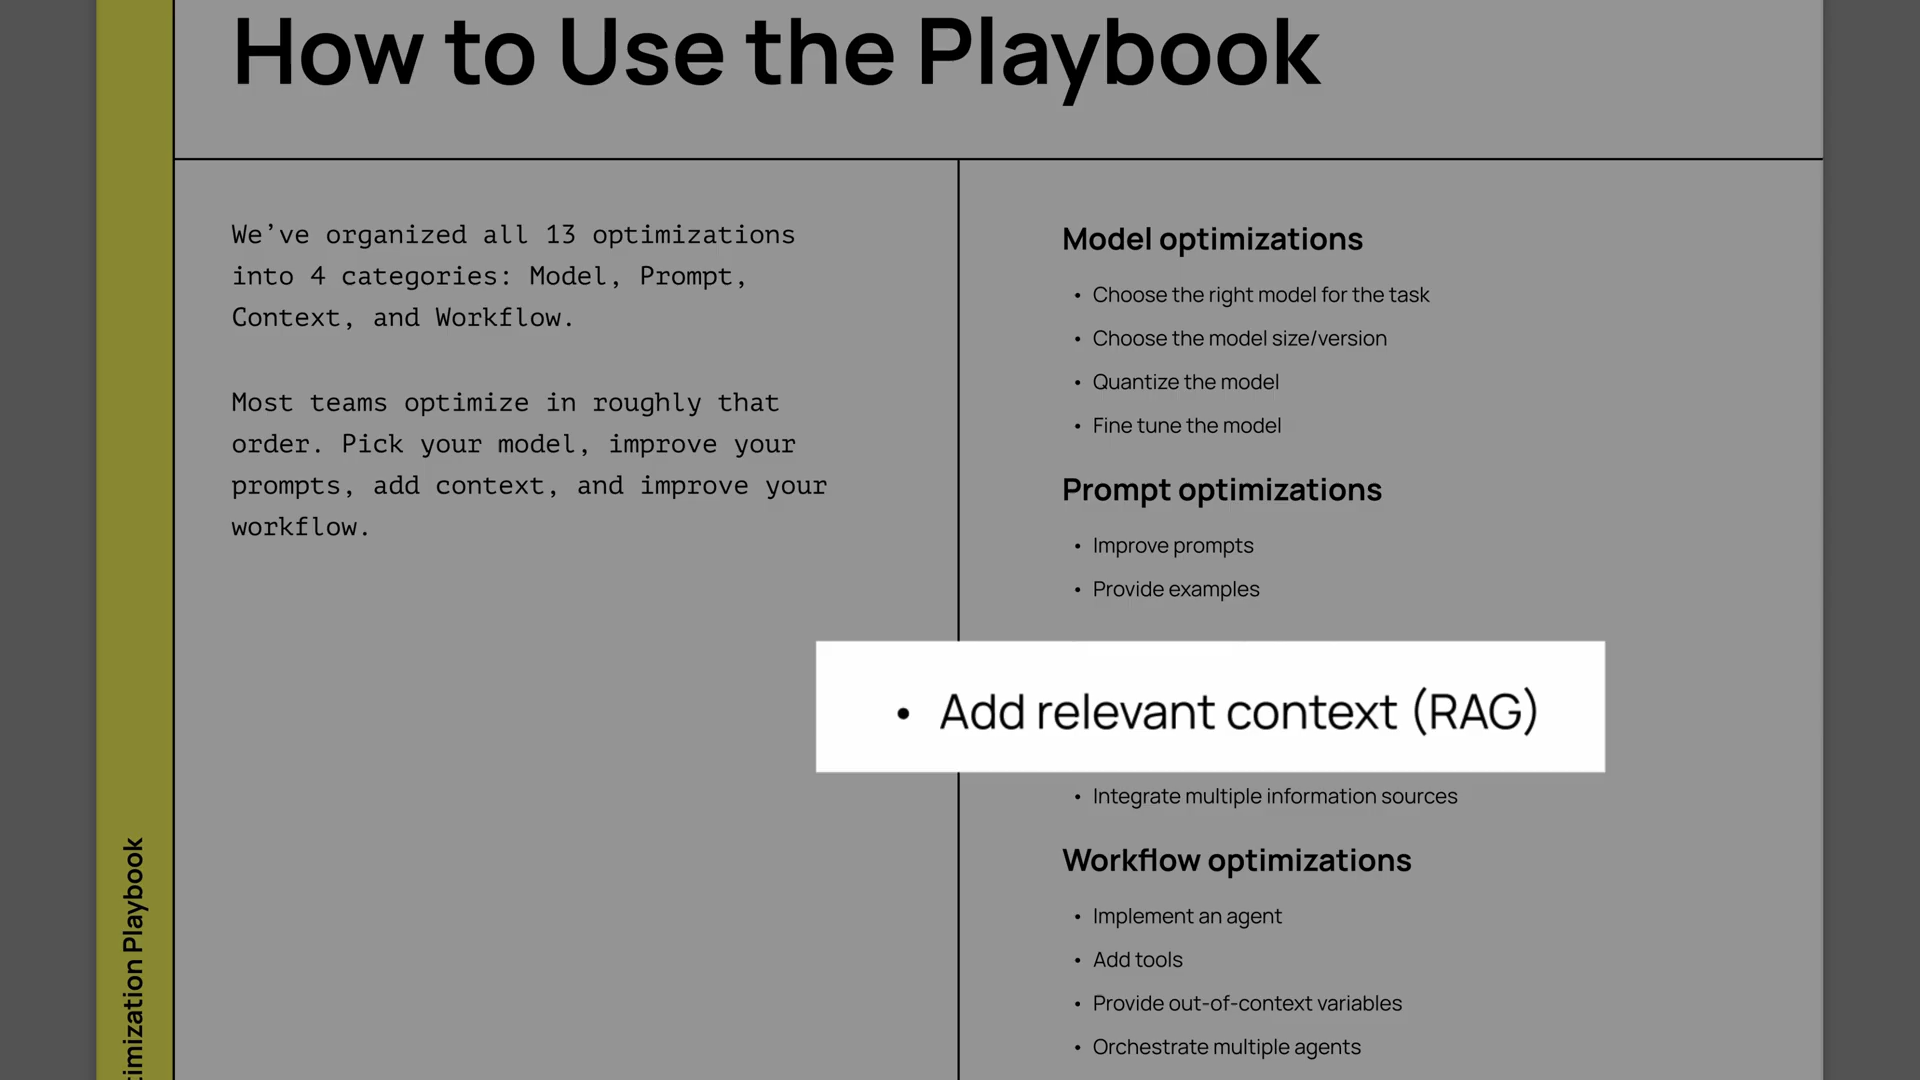 How to Use the Playbook
We’ve organized all 13 optimizations
into 4 categories: Model, Prompt,
Context, and Workflow.
Most teams optimize in roughly that
order. Pick your model, improve your
prompts, add context, and improve your
workflow.
Model optimizations
• Choose the right model for the task
• Choose the model size/version
• Quantize the model
• Fine tune the model
Prompt optimizations
• Improve prompts
• Provide examples
• Add relevant context (RAG)
• Integrate multiple information sources
Workflow optimizations
• Implement an agent
• Add tools
• Provide out-of-context variables
• Orchestrate multiple agents
Playbook